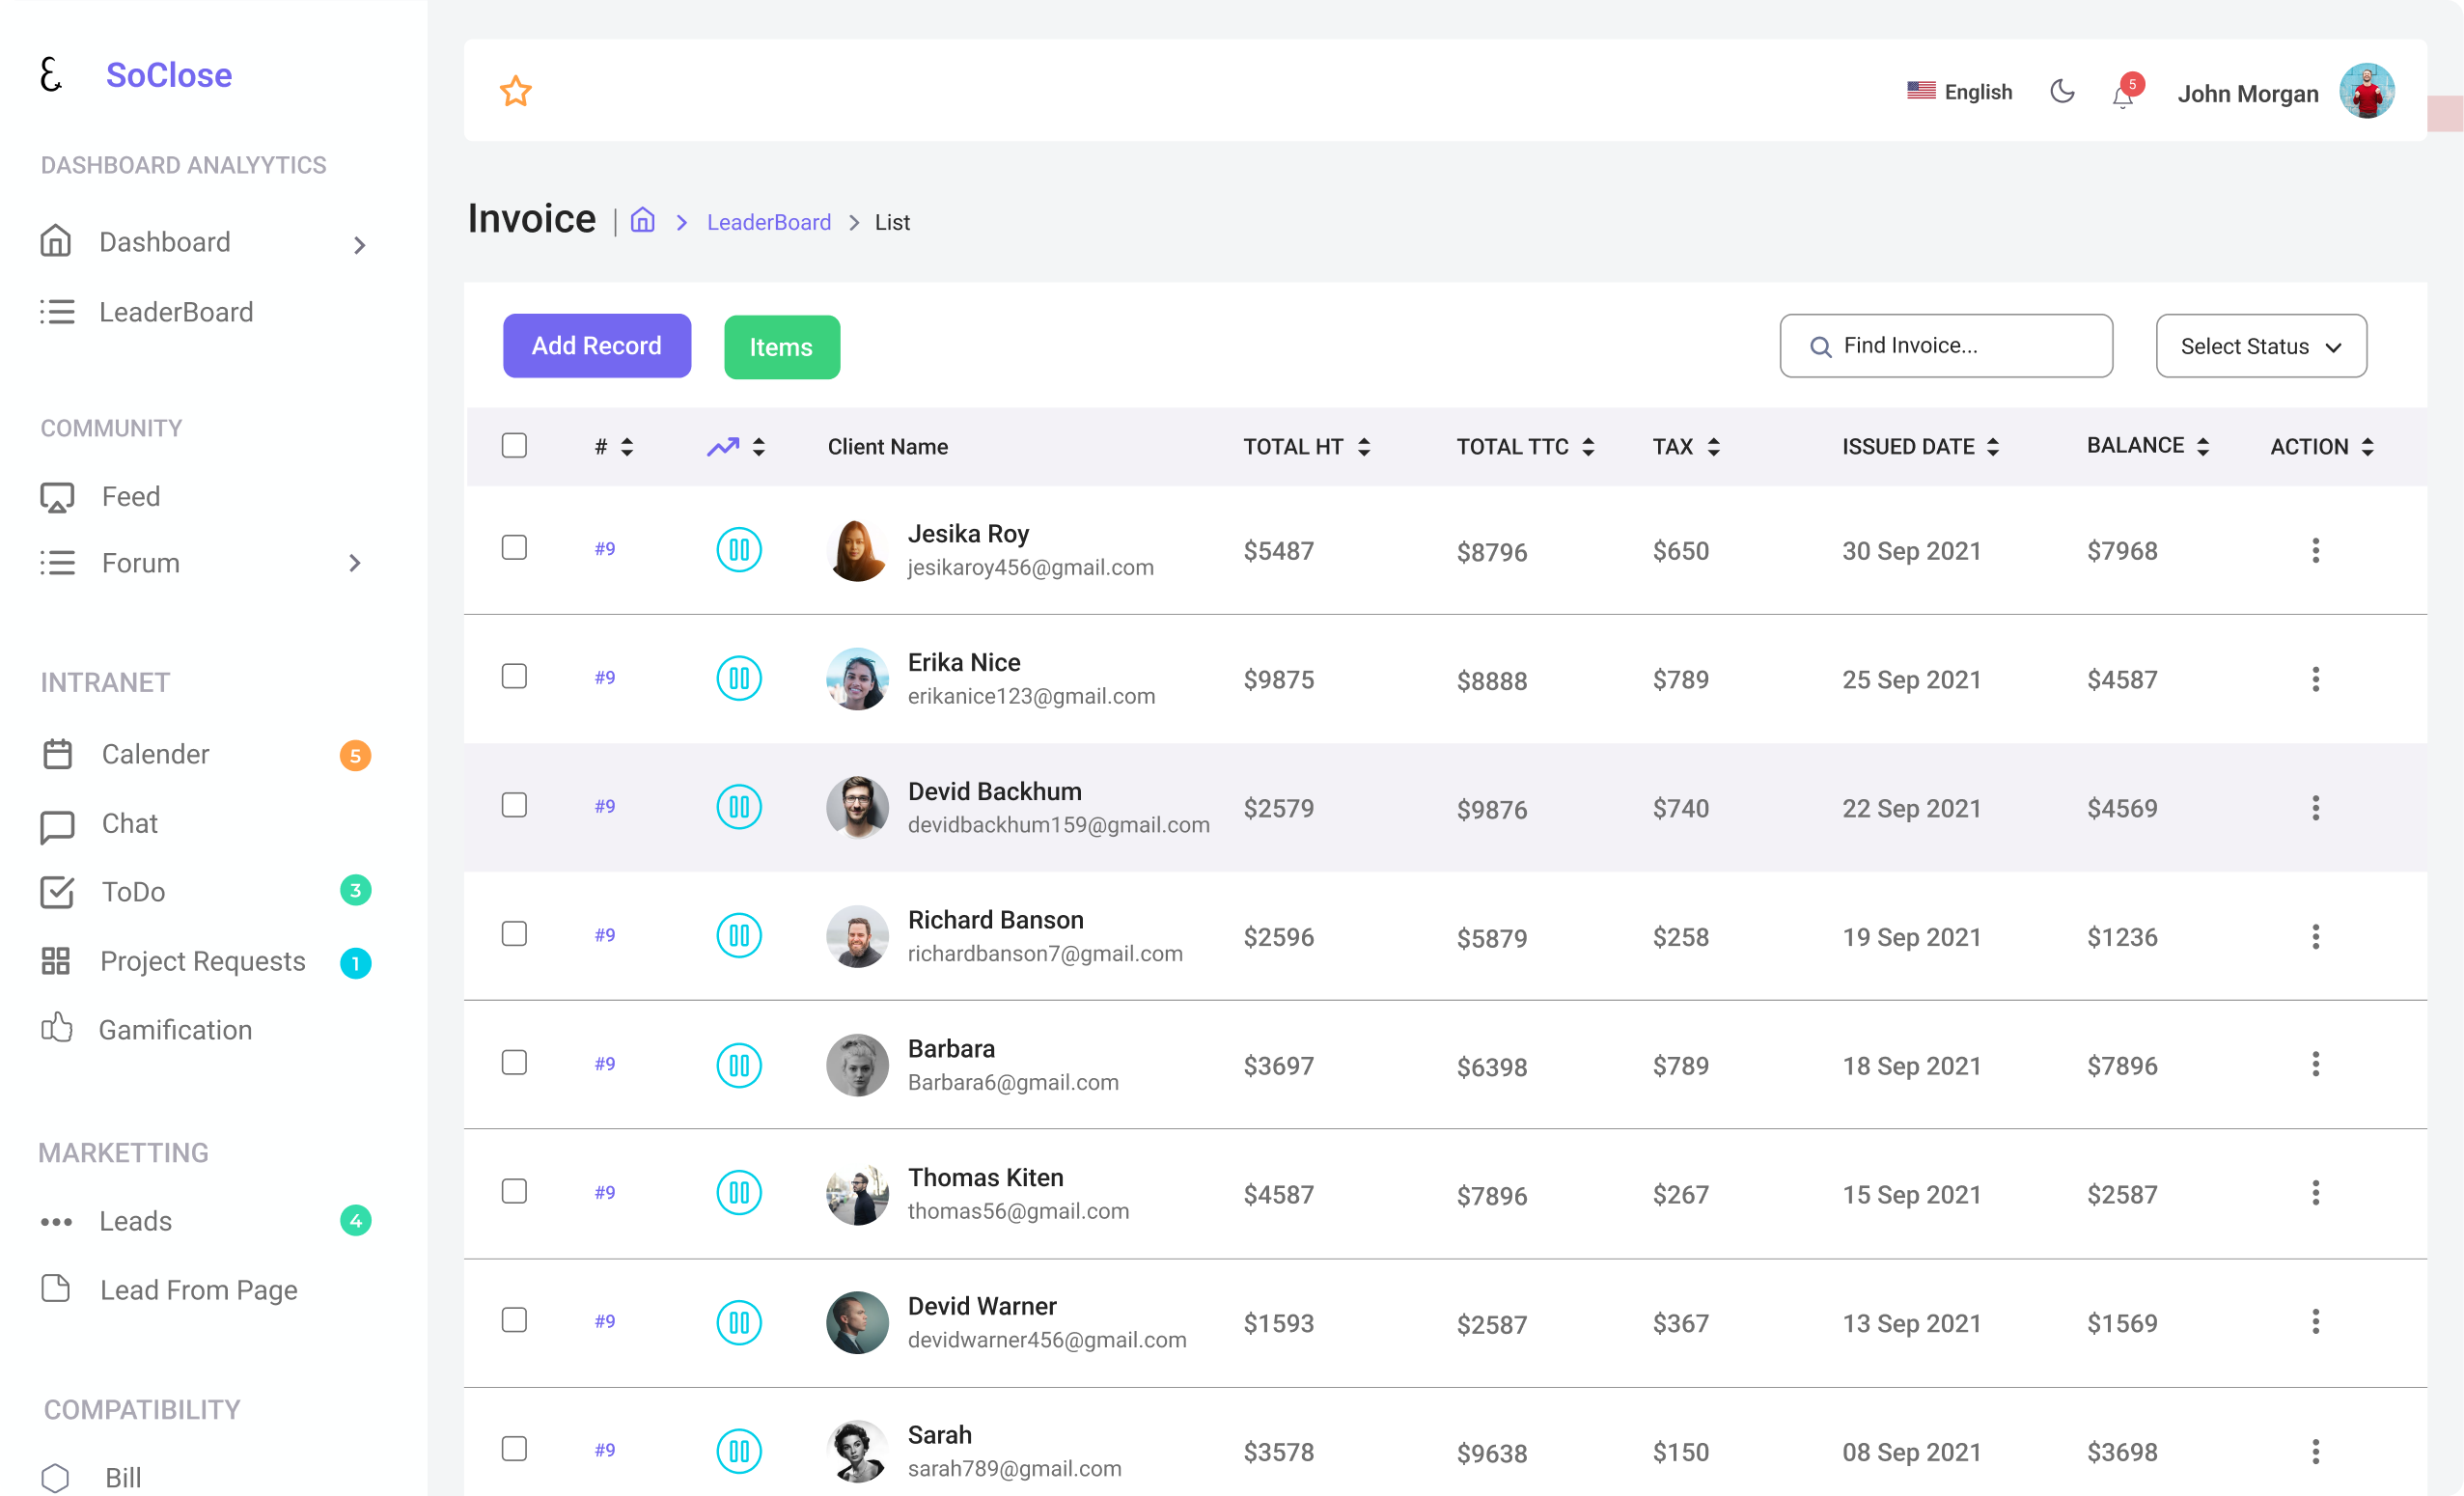 SoClose
DASHBOARD ANALYYTICS
Dashboard
LeaderBoard
COMMUNITY
Feed
Forum
INTRANET
Calender 5
Chat
ToDo 3
Project Requests 1
Gamification
MARKETTING
Leads 4
Lead From Page
COMPATIBILITY
Bill
English 5 John Morgan
Invoice | LeaderBoard List
Add Record Items Find Invoice... Select Status
# Client Name TOTAL HT TOTAL TTC TAX ISSUED DATE BALANCE ACTION
#9 Jesika Roy $5487 $8796 $650 30 Sep 2021 $7968
jesikaroy456@gmail.com
#9 Erika Nice $9875 $8888 $789 25 Sep 2021 $4587
erikanice123@gmail.com
#9 Devid Backhum $2579 $9876 $740 22 Sep 2021 $4569
devidbackhum159@gmail.com
#9 Richard Banson $2596 $5879 $258 19 Sep 2021 $1236
richardbanson7@gmail.com
#9 Barbara $3697 $6398 $789 18 Sep 2021 $7896
Barbara6@gmail.com
#9 Thomas Kiten $4587 $7896 $267 15 Sep 2021 $2587
thomas56@gmail.com
#9 Devid Warner $1593 $2587 $367 13 Sep 2021 $1569
devidwarner456@gmail.com
#9 Sarah $3578 $9638 $150 08 Sep 2021 $3698
sarah789@gmail.com